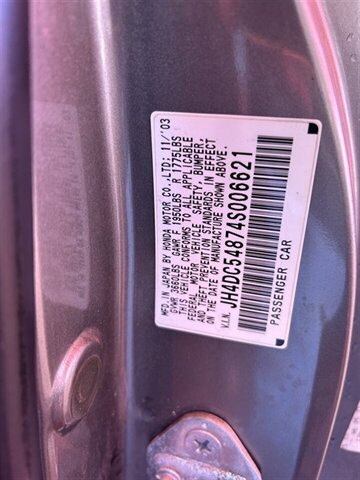 MFD. IN JAPAN BY HONDA MOTOR CO.,LTD; 11/'03
GVWR 3660LBS GAWR F 1950LBS R 1775LBS
THIS VEHICLE CONFORMS TO ALL APPLICABLE
FEDERAL MOTOR VEHICLE SAFETY, BUMPER,
AND THEFT PREVENTION STANDARDS IN EFFECT
ON THE DATE OF MANUFACTURE SHOWN ABOVE.
V.I.N. JH4DC54874S006621
PASSENGER CAR